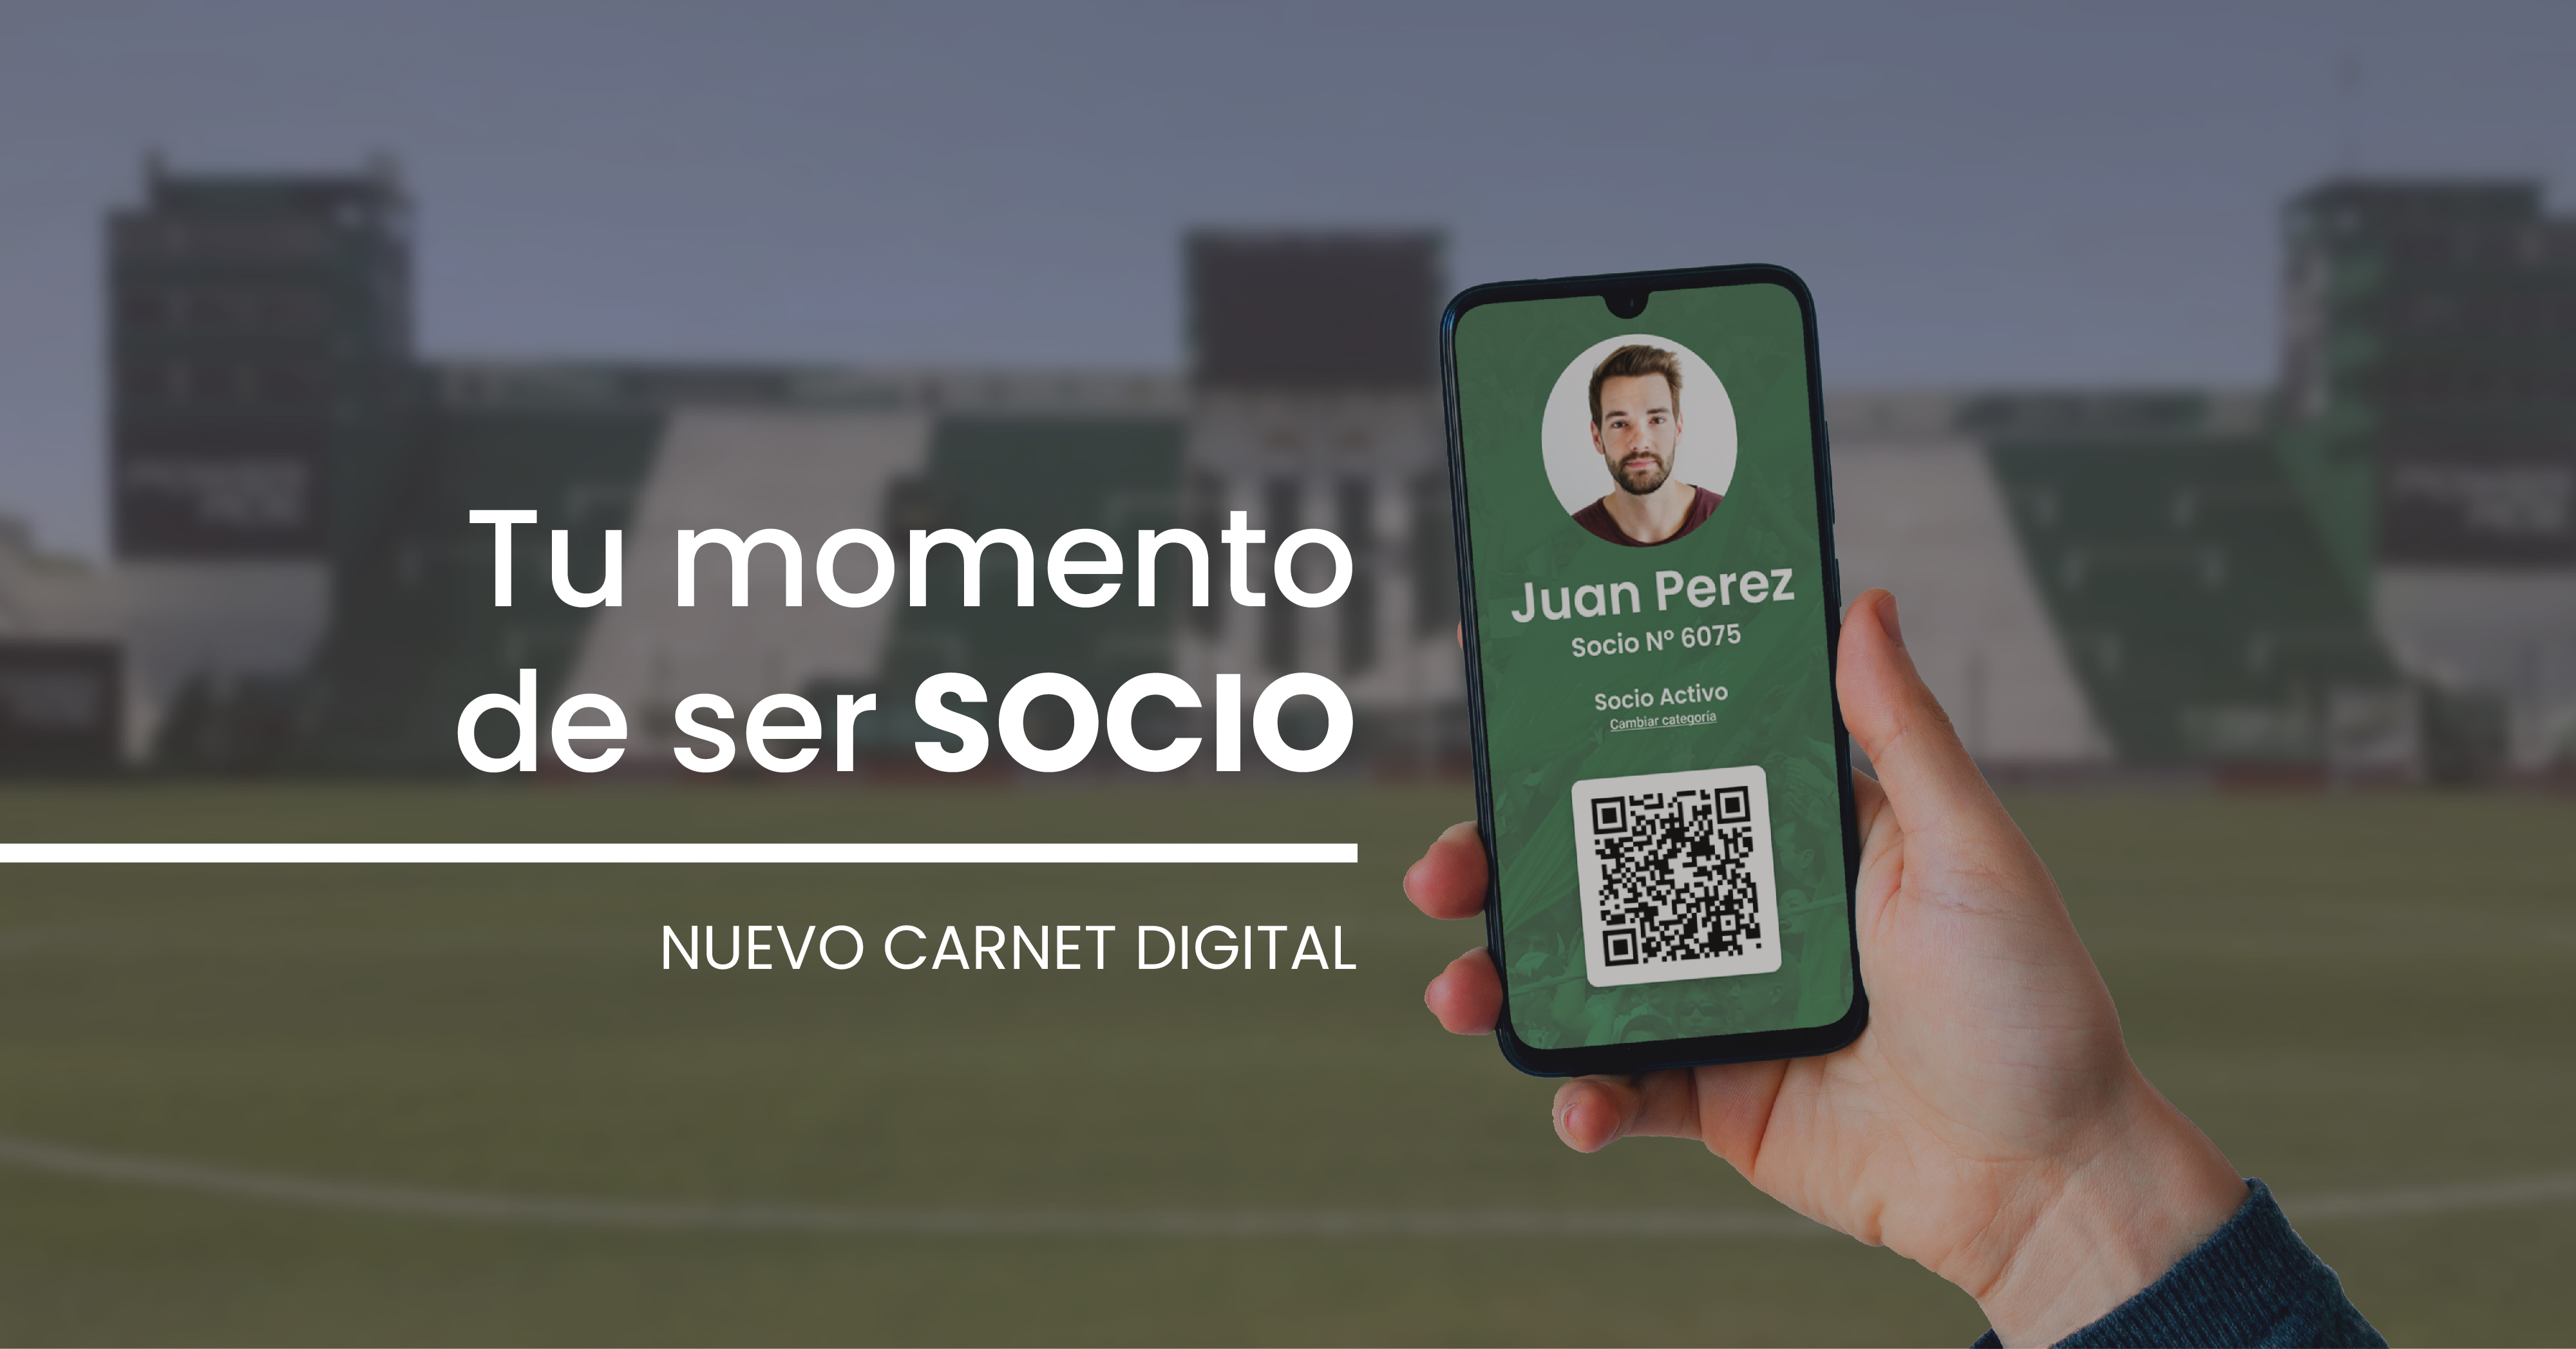 Tu momento
de ser SOCIO
NUEVO CARNET DIGITAL
Juan Perez
Socio Nº 6075
Socio Activo
Cambiar categoría